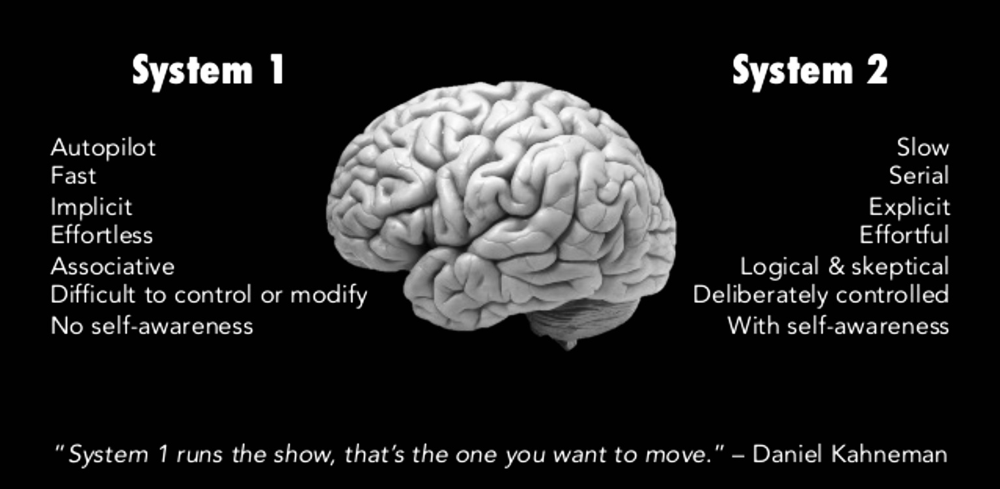 System 1
Autopilot
Fast
Implicit
Effortless
Associative
Difficult to control or modify
No self-awareness
System 2
Slow
Serial
Explicit
Effortful
Logical & skeptical
Deliberately controlled
With self-awareness
“System 1 runs the show, that’s the one you want to move.” – Daniel Kahneman